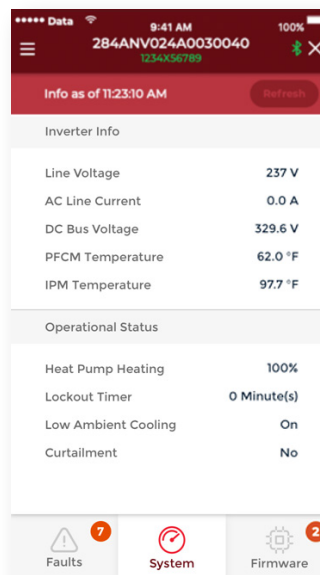 Data 9:41 AM 100%
284ANV024A0030040
1234X56789
Info as of 11:23:10 AM Refresh
Inverter Info
Line Voltage 237 V
AC Line Current 0.0 A
DC Bus Voltage 329.6 V
PFCM Temperature 62.0 °F
IPM Temperature 97.7 °F
Operational Status
Heat Pump Heating 100%
Lockout Timer 0 Minute(s)
Low Ambient Cooling On
Curtailment No
7 2
Faults System Firmware